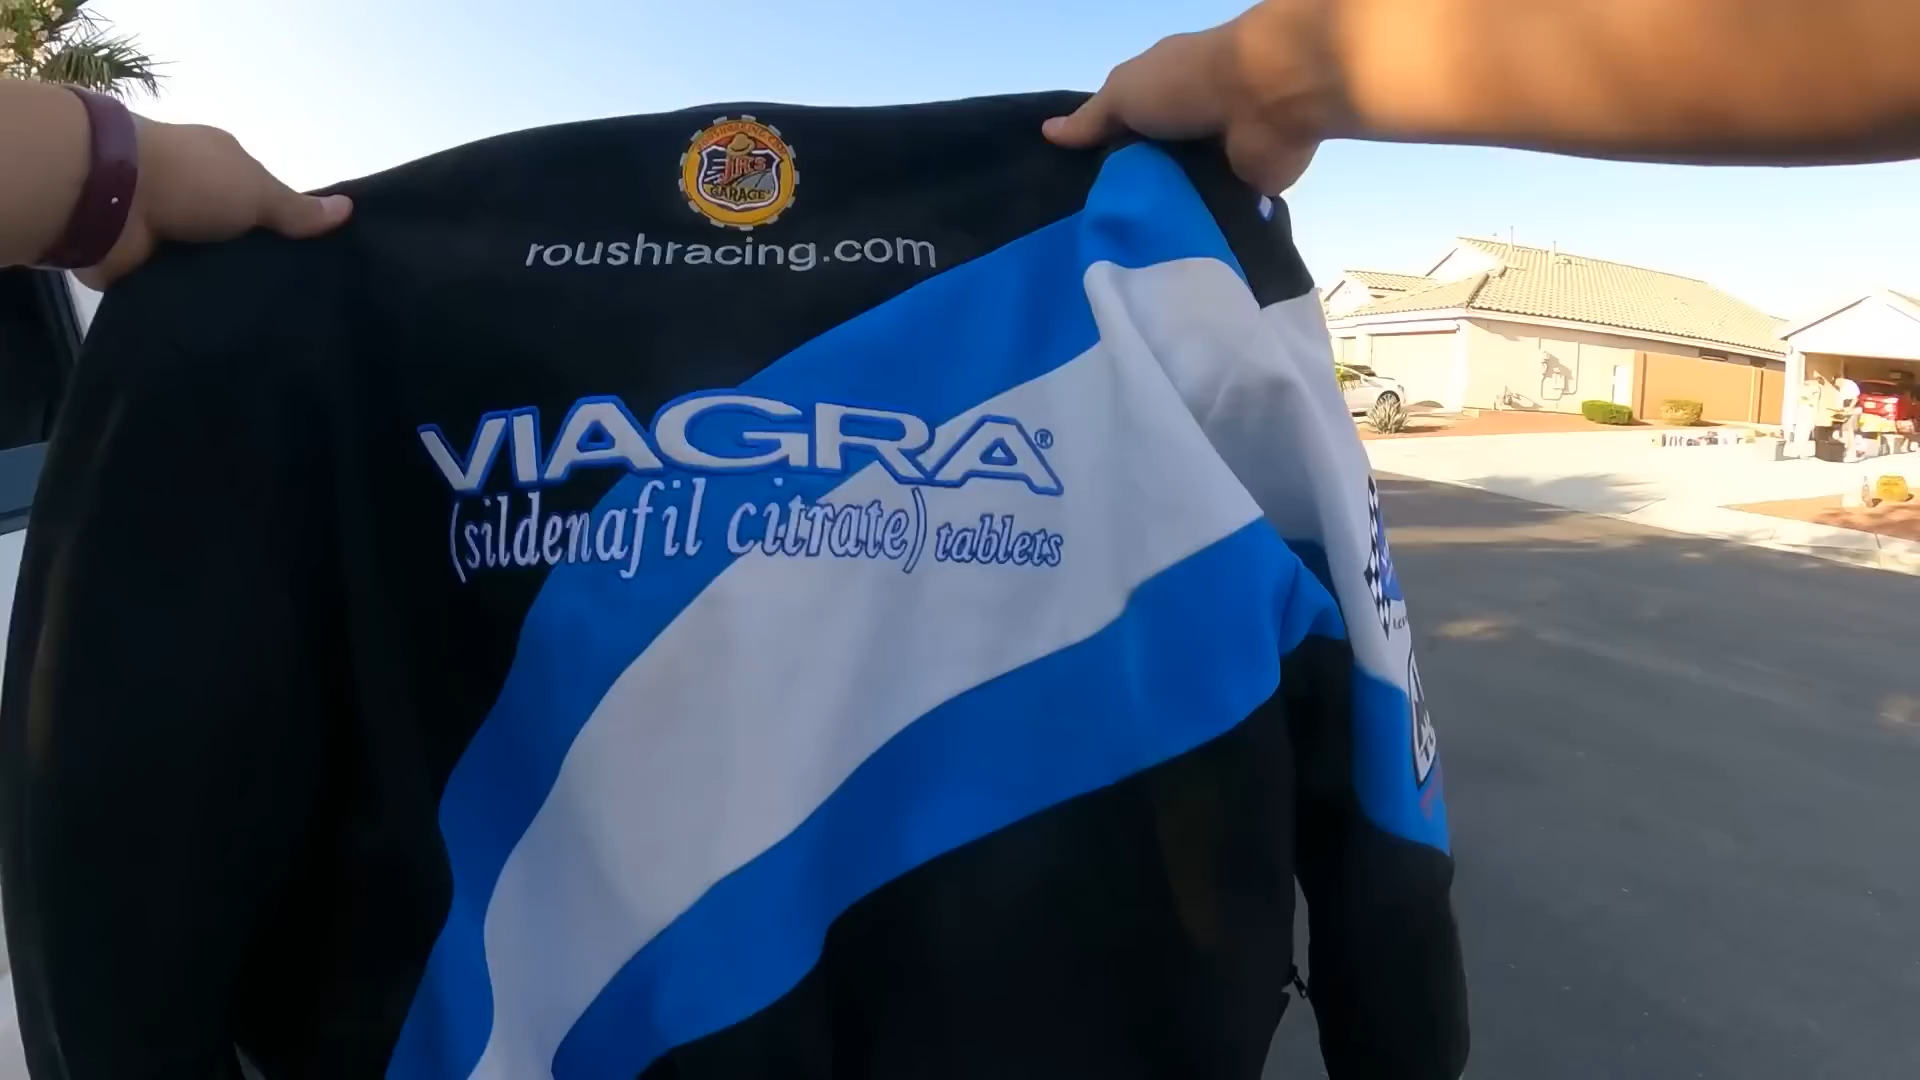 JR's
GARAGE
roushracing.com
VIAGRA®
(sildenafil citrate) tablets